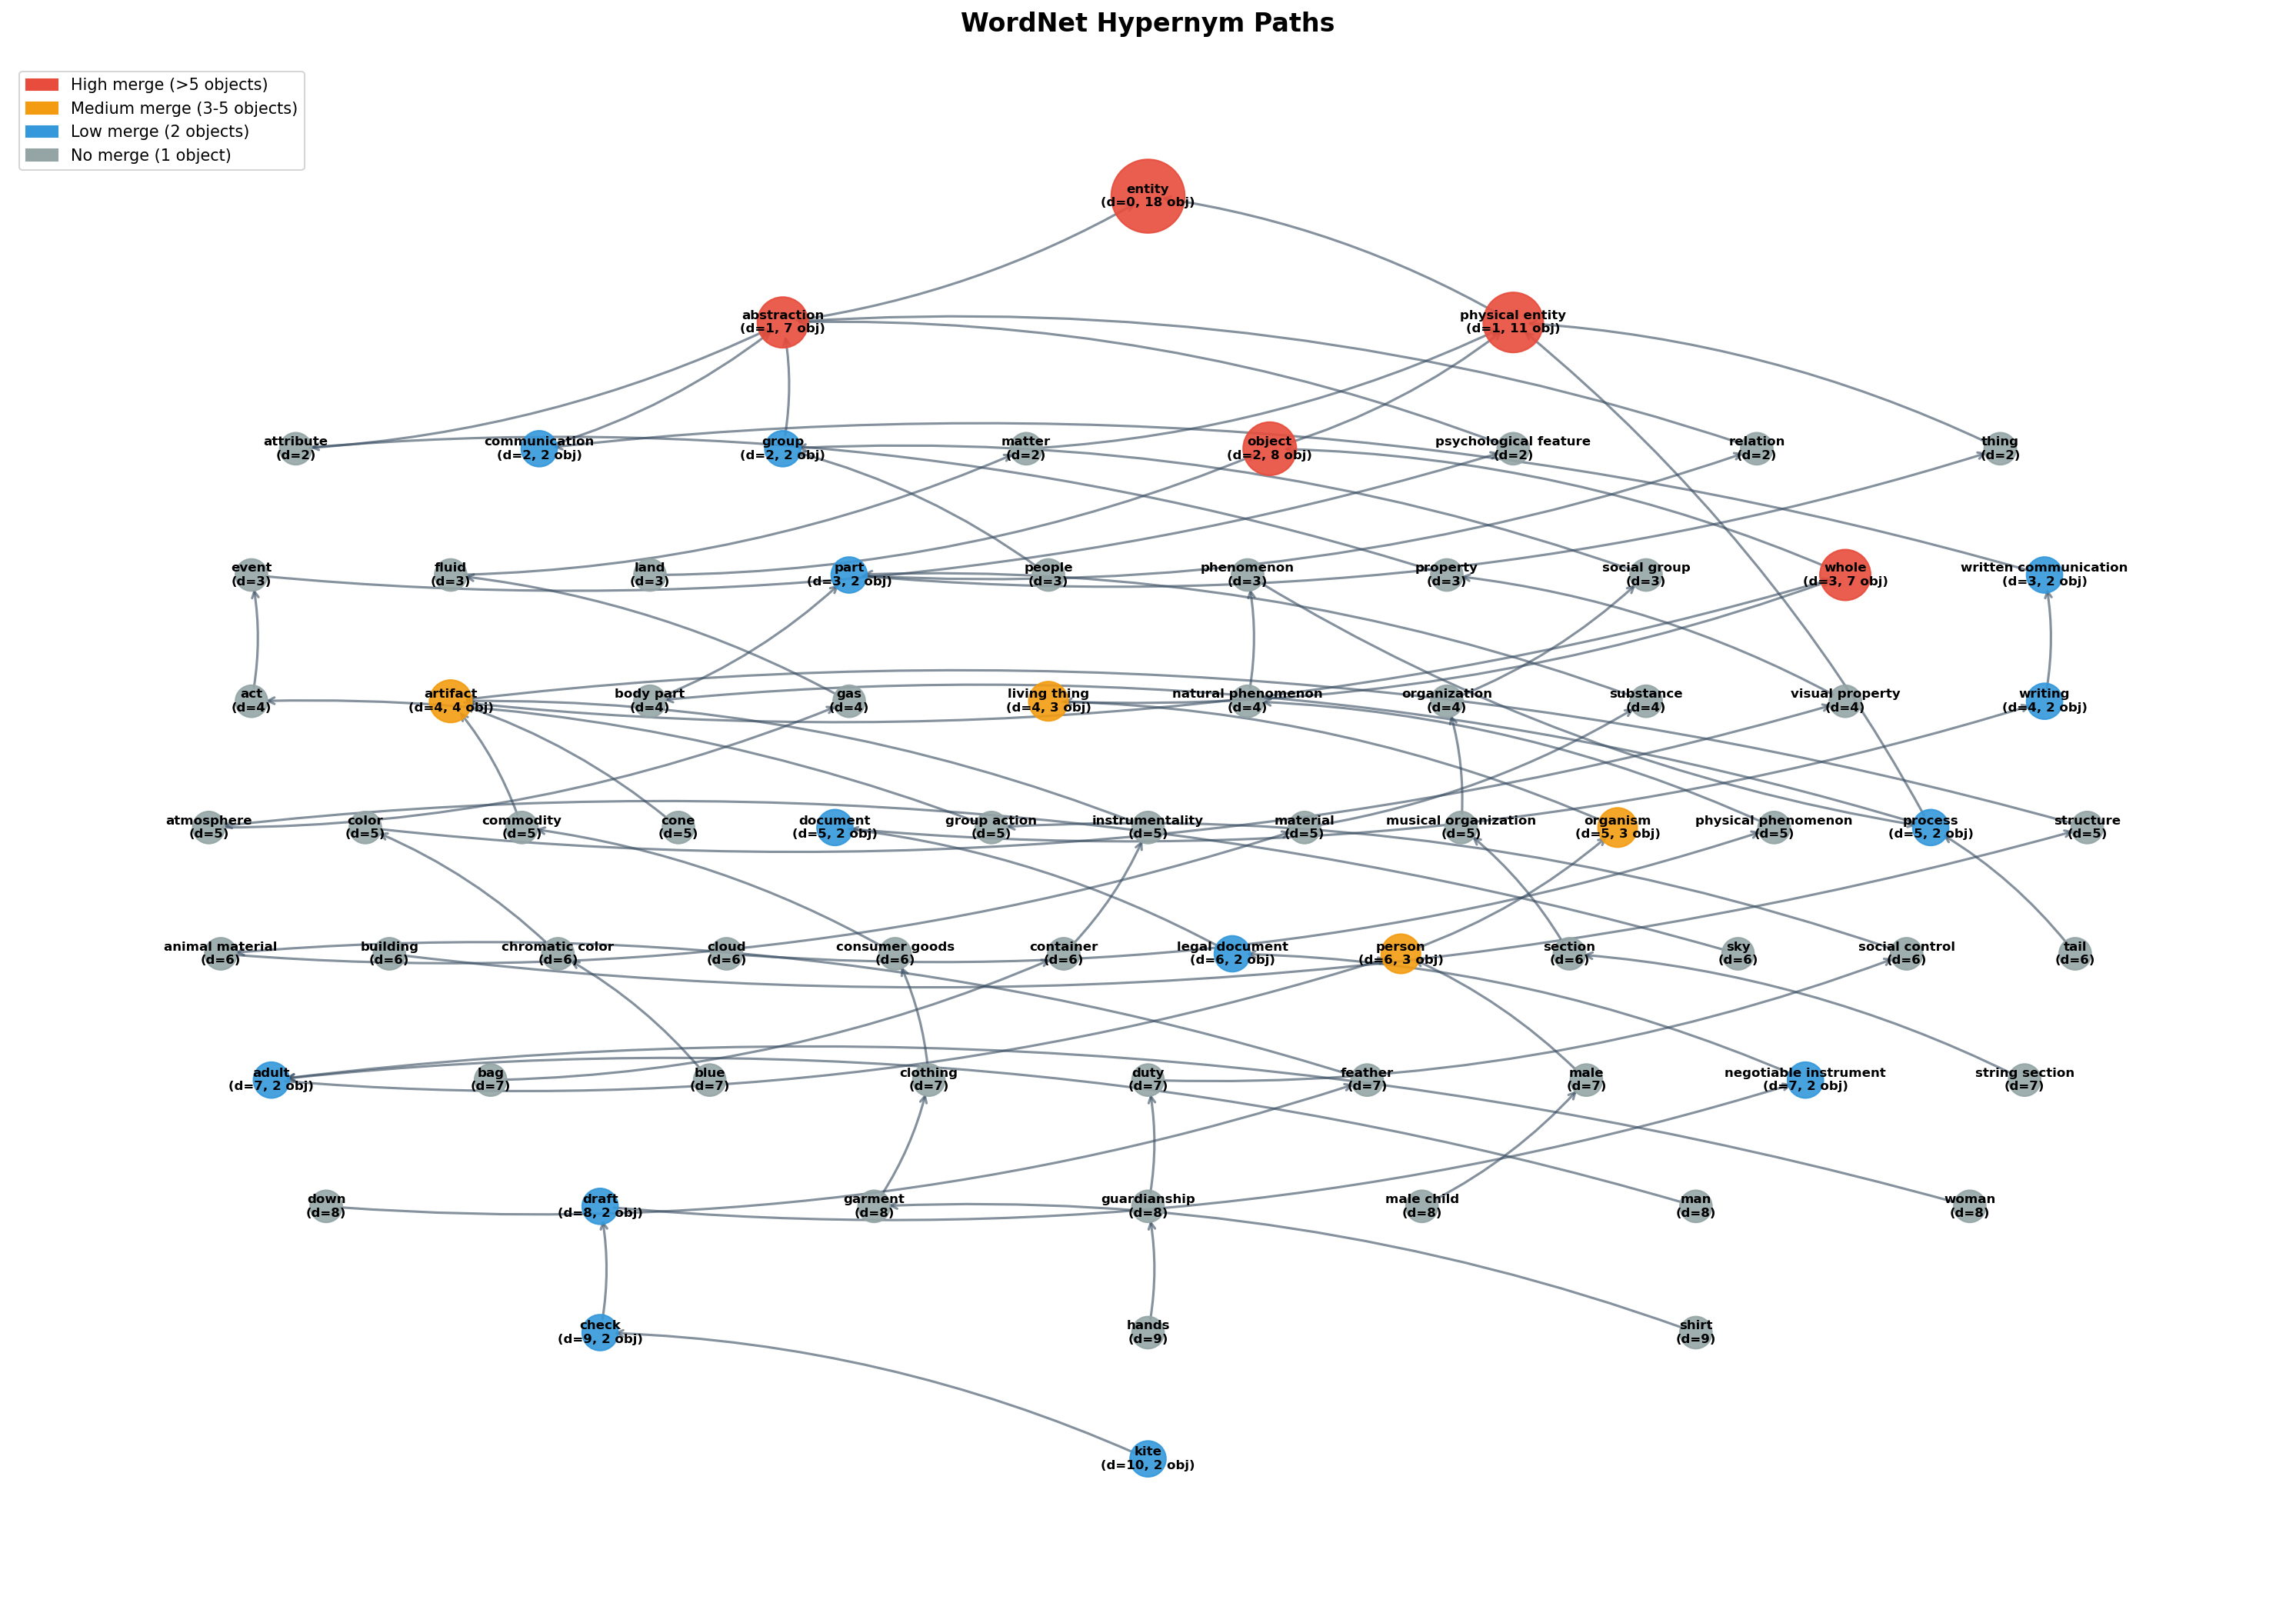 WordNet Hypernym Paths
High merge (>5 objects)
Medium merge (3-5 objects)
Low merge (2 objects)
No merge (1 object)
entity
(d=0, 18 obj)
abstraction
(d=1, 7 obj)
physical entity
(d=1, 11 obj)
attribute
(d=2)
communication
(d=2, 2 obj)
group
(d=2, 2 obj)
matter
(d=2)
object
(d=2, 8 obj)
psychological feature
(d=2)
relation
(d=2)
thing
(d=2)
event
(d=3)
fluid
(d=3)
land
(d=3)
part
(d=3, 2 obj)
people
(d=3)
phenomenon
(d=3)
property
(d=3)
social group
(d=3)
whole
(d=3, 7 obj)
written communication
(d=3, 2 obj)
act
(d=4)
artifact
(d=4, 4 obj)
body part
(d=4)
gas
(d=4)
living thing
(d=4, 3 obj)
natural phenomenon
(d=4)
organization
(d=4)
substance
(d=4)
visual property
(d=4)
writing
(d=4, 2 obj)
atmosphere
(d=5)
color
(d=5)
commodity
(d=5)
cone
(d=5)
document
(d=5, 2 obj)
group action
(d=5)
instrumentality
(d=5)
material
(d=5)
musical organization
(d=5)
organism
(d=5, 3 obj)
physical phenomenon
(d=5)
process
(d=5, 2 obj)
structure
(d=5)
animal material
(d=6)
building
(d=6)
chromatic color
(d=6)
cloud
(d=6)
consumer goods
(d=6)
container
(d=6)
legal document
(d=6, 2 obj)
person
(d=6, 3 obj)
section
(d=6)
sky
(d=6)
social control
(d=6)
tail
(d=6)
adult
(d=7, 2 obj)
bag
(d=7)
blue
(d=7)
clothing
(d=7)
duty
(d=7)
feather
(d=7)
male
(d=7)
negotiable instrument
(d=7, 2 obj)
string section
(d=7)
down
(d=8)
draft
(d=8, 2 obj)
garment
(d=8)
guardianship
(d=8)
male child
(d=8)
man
(d=8)
woman
(d=8)
check
(d=9, 2 obj)
hands
(d=9)
shirt
(d=9)
kite
(d=10, 2 obj)